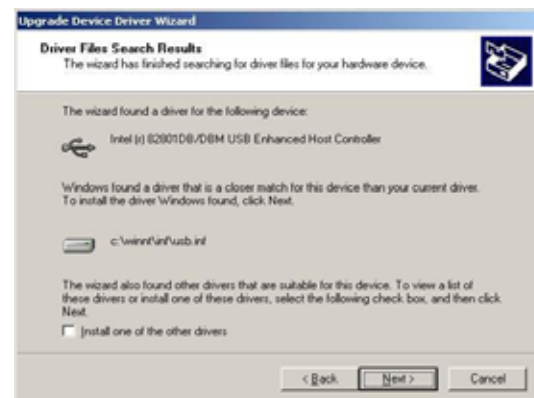 Upgrade Device Driver Wizard
Driver Files Search Results
The wizard has finished searching for driver files for your hardware device.
The wizard found a driver for the following device:
Intel (r) 82801DB/DBM USB Enhanced Host Controller
Windows found a driver that is a closer match for this device than your current driver.
To install the driver Windows found, click Next.
c:\winnt\inf\usb.inf
The wizard also found other drivers that are suitable for this device. To view a list of
these drivers or install one of these drivers, select the following check box, and then click
Next.
Install one of the other drivers
< Back
Next >
Cancel